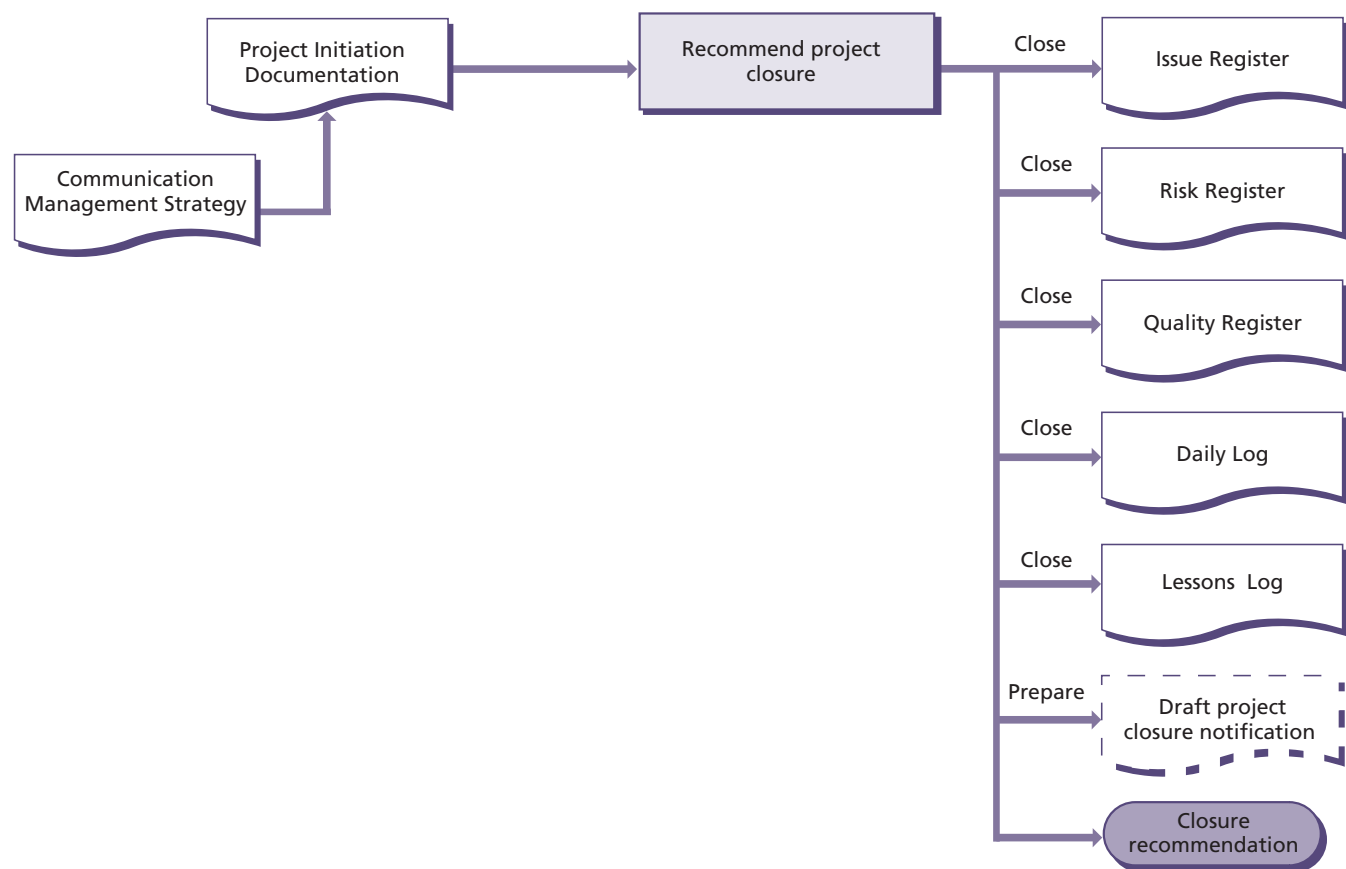 Project Initiation
Documentation
Communication
Management Strategy
Recommend project
closure
Close
Issue Register
Close
Risk Register
Close
Quality Register
Close
Daily Log
Close
Lessons Log
Prepare
Draft project
closure notification
Closure
recommendation